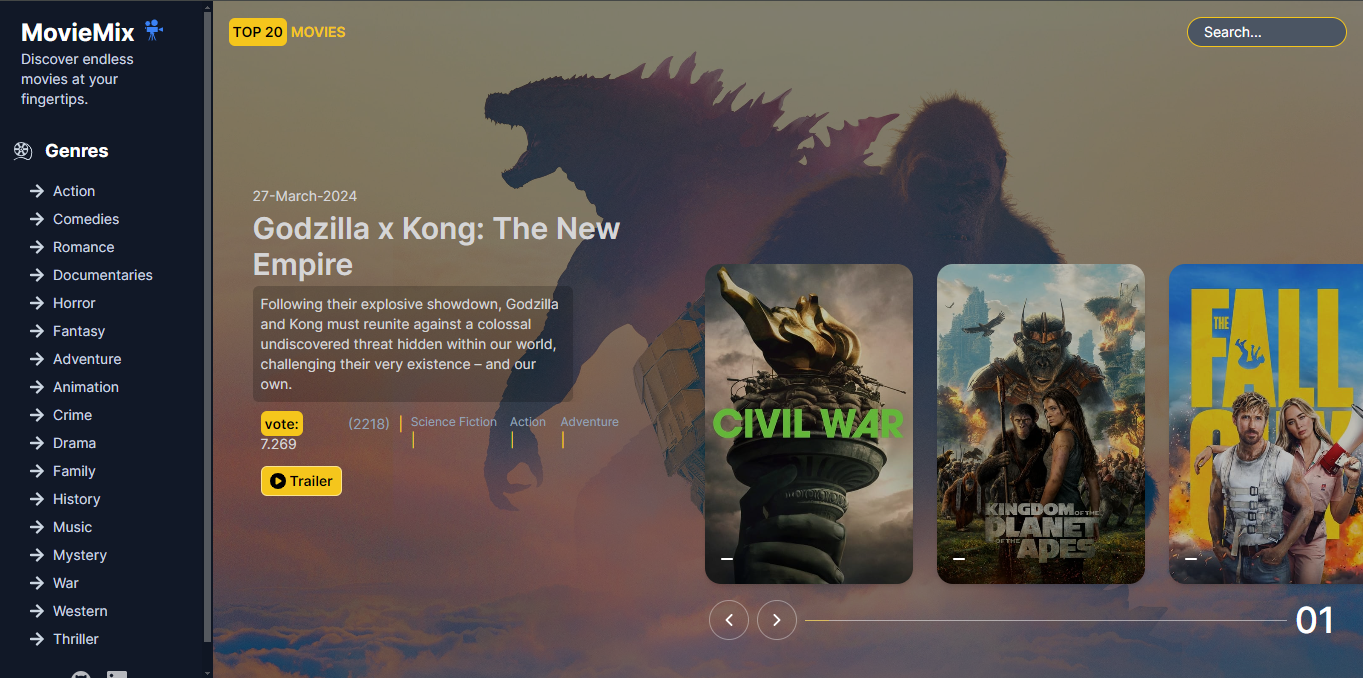 MovieMix
Discover endless
movies at your
fingertips.
Genres
Action
Comedies
Romance
Documentaries
Horror
Fantasy
Adventure
Animation
Crime
Drama
Family
History
Music
Mystery
War
Western
Thriller
TOP 20 MOVIES
Search...
27-March-2024
Godzilla x Kong: The New
Empire
Following their explosive showdown, Godzilla
and Kong must reunite against a colossal
undiscovered threat hidden within our world,
challenging their very existence – and our
own.
vote:
7.269
(2218)
Science Fiction
Action
Adventure
Trailer
CIVIL WAR
KINGDOM OF THE
PLANET
OF THE APES
THE
FALL
GUY
01